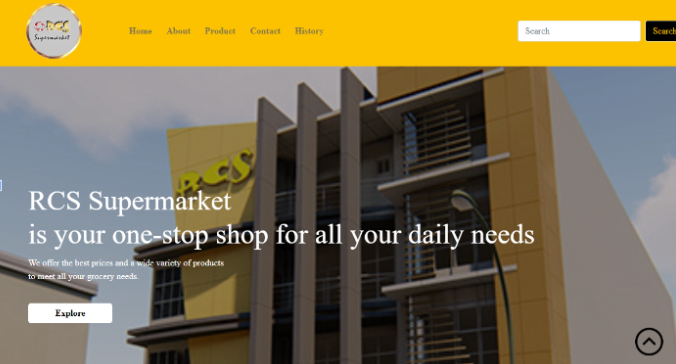 RCS
Supermarket
Home About Product Contact History
Search
Search
RCS
RCS Supermarket
is your one-stop shop for all your daily needs
We offer the best prices and a wide variety of products
to meet all your grocery needs.
Explore